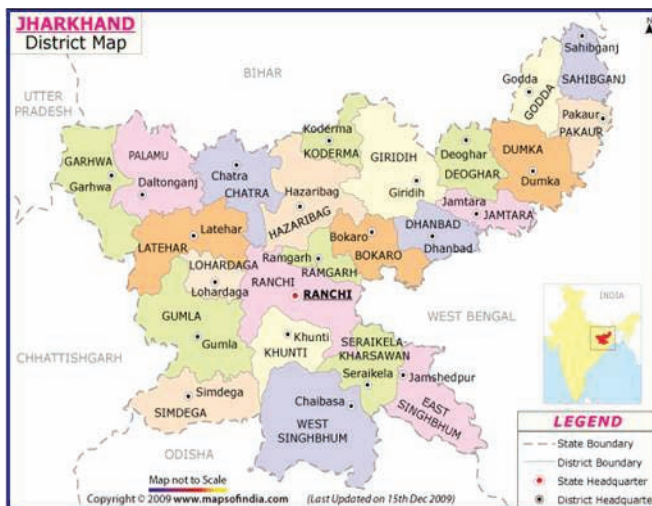 JHARKHAND
District Map
N
BIHAR
UTTER
PRADESH
Sahibganj
SAHIBGANJ
Godda
GODDA
Pakaur
PAKAUR
Koderma
KODERMA
GARHWA
Garhwa
PALAMU
Daltonganj
Chatra
CHATRA
GIRIDIH
Giridih
Deoghar
DEOGHAR
DUMKA
Dumka
Hazaribag
HAZARIBAG
Jamtara
JAMTARA
Latehar
LATEHAR
Bokaro
BOKARO
DHANBAD
Dhanbad
LOHARDAGA
Lohardaga
Ramgarh
RAMGARH
RANCHI
RANCHI
GUMLA
Gumla
WEST BENGAL
INDIA
CHHATTISHGARH
Khunti
KHUNTI
SERAIKELA
KHARSAWAN
Seraikela
Jamshedpur
EAST
SINGHBHUM
Simdega
SIMDEGA
Chaibasa
WEST
SINGHBHUM
ODISHA
LEGEND
State Boundary
District Boundary
State Headquarter
District Headquarter
Map not to Scale
Copyright © 2009 www.mapsofindia.com (Last Updated on 15th Dec 2009)